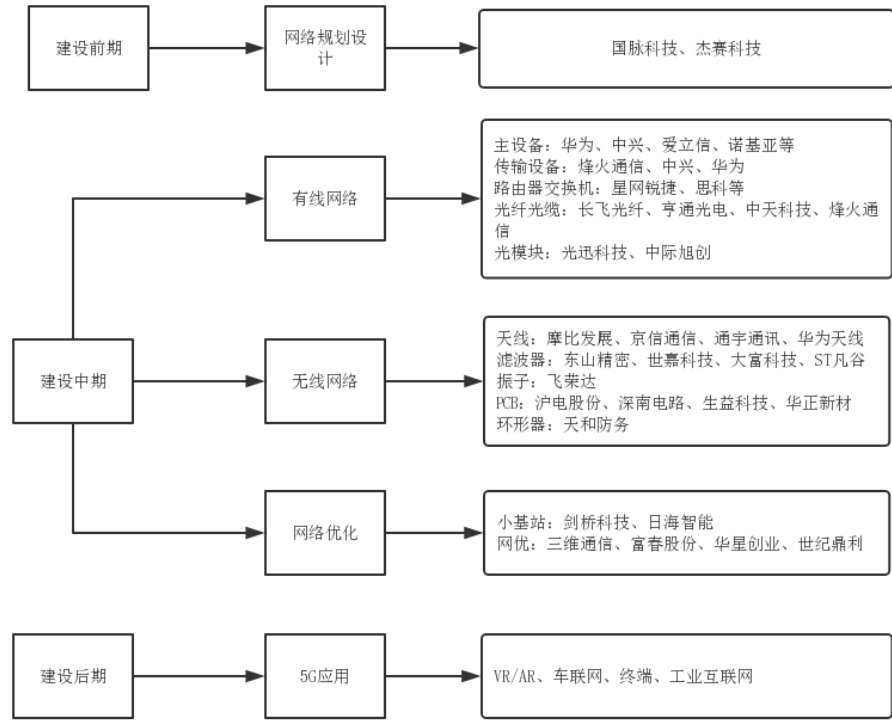 建设前期
网络规划设
计
国脉科技、杰赛科技
有线网络
主设备：华为、中兴、爱立信、诺基亚等
传输设备：烽火通信、中兴、华为
路由器交换机：星网锐捷、思科等
光纤光缆：长飞光纤、亨通光电、中天科技、烽火通
信
光模块：光迅科技、中际旭创
建设中期
无线网络
天线：摩比发展、京信通信、通宇通讯、华为天线
滤波器：东山精密、世嘉科技、大富科技、ST凡谷
振子：飞荣达
PCB：沪电股份、深南电路、生益科技、华正新材
环形器：天和防务
网络优化
小基站：剑桥科技、日海智能
网优：三维通信、富春股份、华星创业、世纪鼎利
建设后期
5G应用
VR/AR、车联网、终端、工业互联网